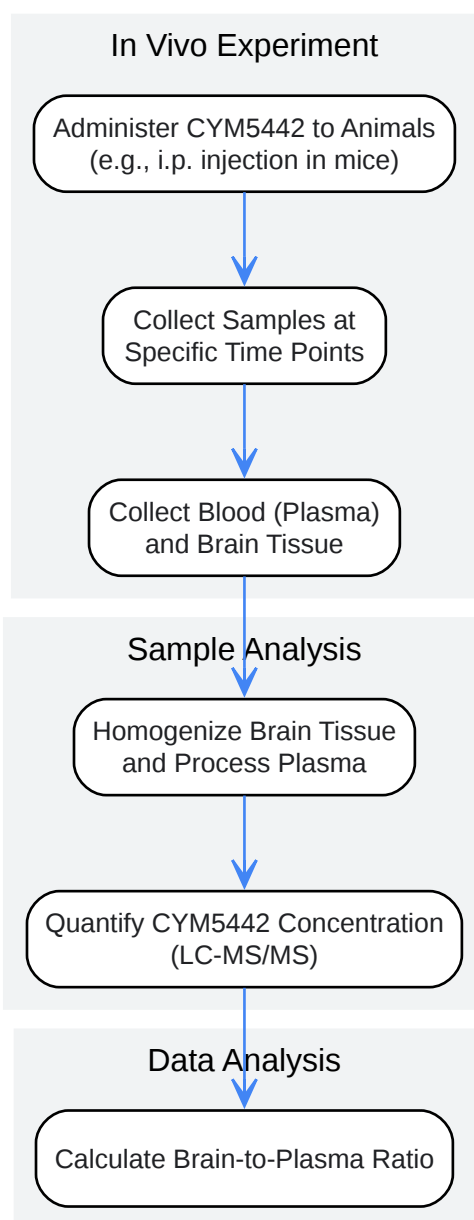 In Vivo Experiment
Administer CYM5442 to Animals
(e.g., i.p. injection in mice)
Collect Samples at
Specific Time Points
Collect Blood (Plasma)
and Brain Tissue
Sample Analysis
Homogenize Brain Tissue
and Process Plasma
Quantify CYM5442 Concentration
(LC-MS/MS)
Data Analysis
Calculate Brain-to-Plasma Ratio